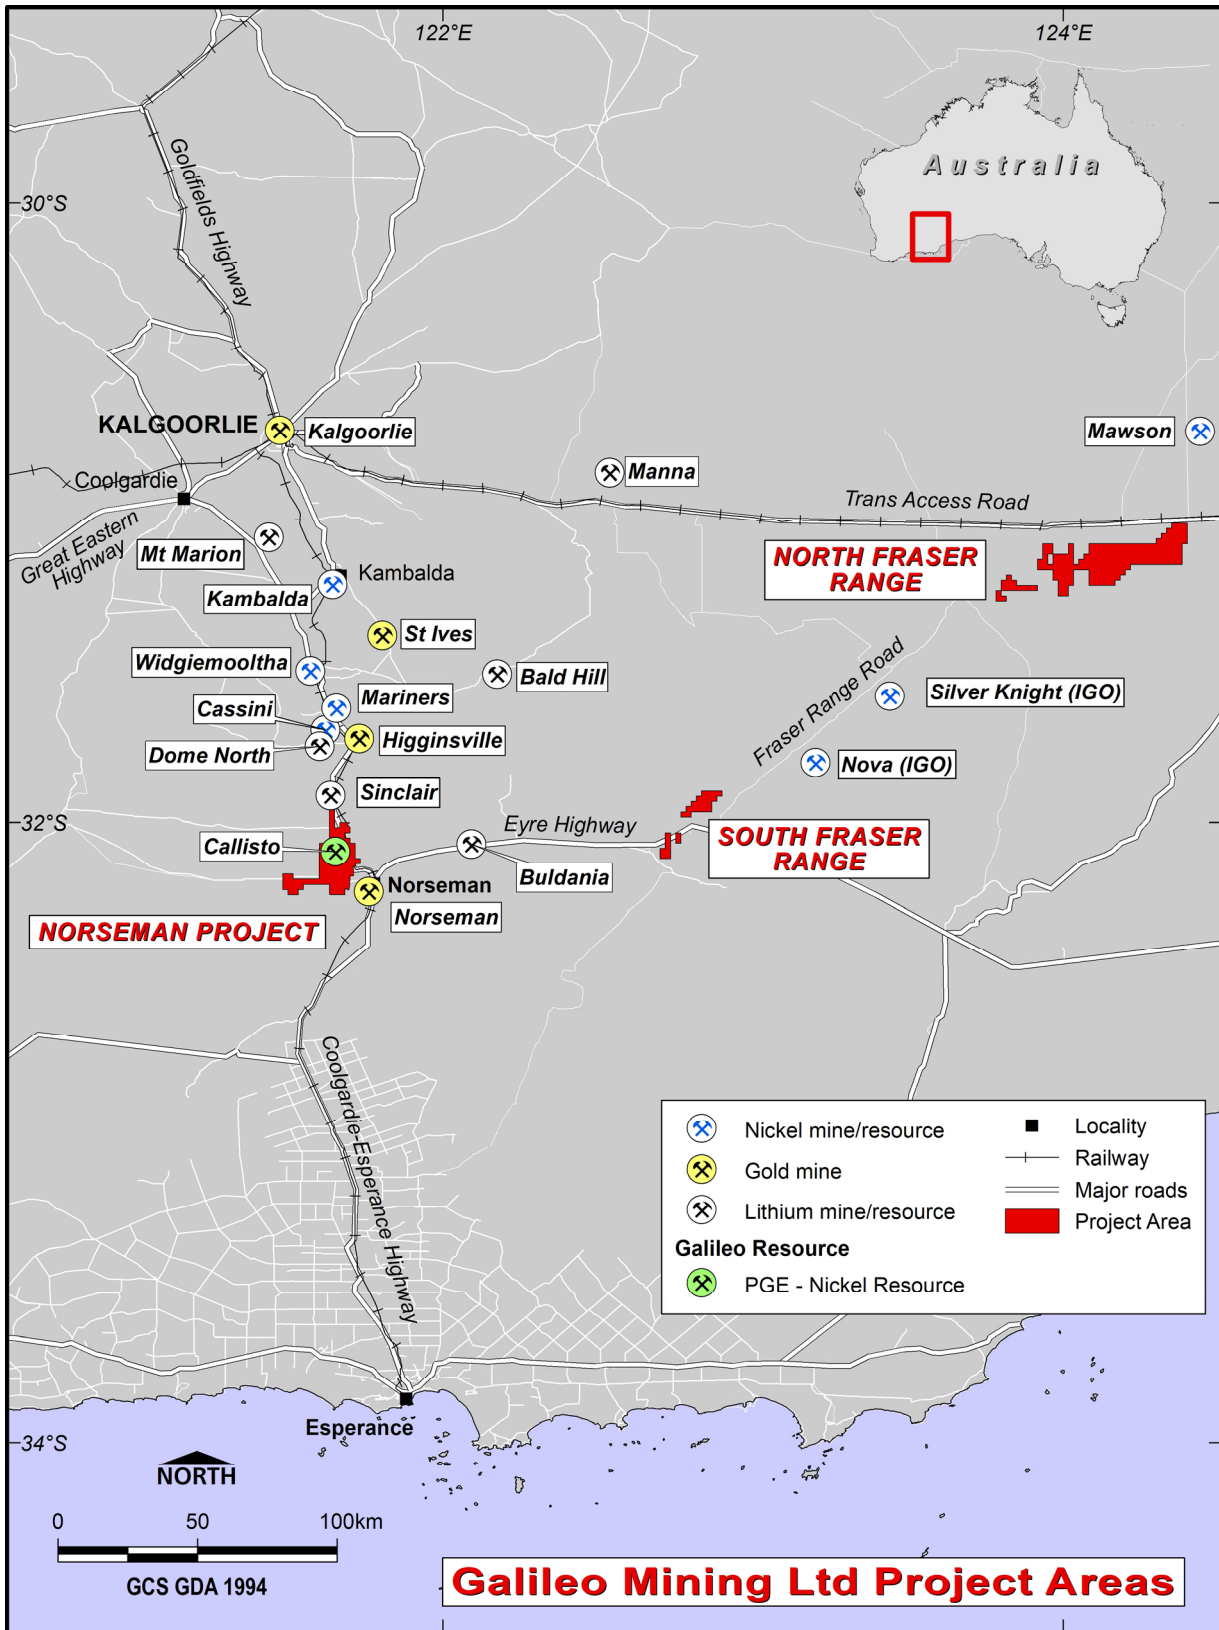 122°E
124°E
Australia
30°S
Goldfields Highway
KALGOORLIE
Kalgoorlie
Mawson
Manna
Coolgardie
Trans Access Road
Great Eastern
Highway
Mt Marion
NORTH FRASER
RANGE
Kambalda
Kambalda
St Ives
Widgiemooltha
Bald Hill
Fraser Range Road
Silver Knight (IGO)
Mariners
Cassini
Higginsville
Dome North
Nova (IGO)
Sinclair
32°S
Eyre Highway
SOUTH FRASER
RANGE
Callisto
Buldania
Norseman
Norseman
NORSEMAN PROJECT
Coolgardie-Esperance Highway
Nickel mine/resource
Gold mine
Lithium mine/resource
Galileo Resource
PGE - Nickel Resource
Locality
Railway
Major roads
Project Area
Esperance
34°S
NORTH
0 50 100km
GCS GDA 1994
Galileo Mining Ltd Project Areas